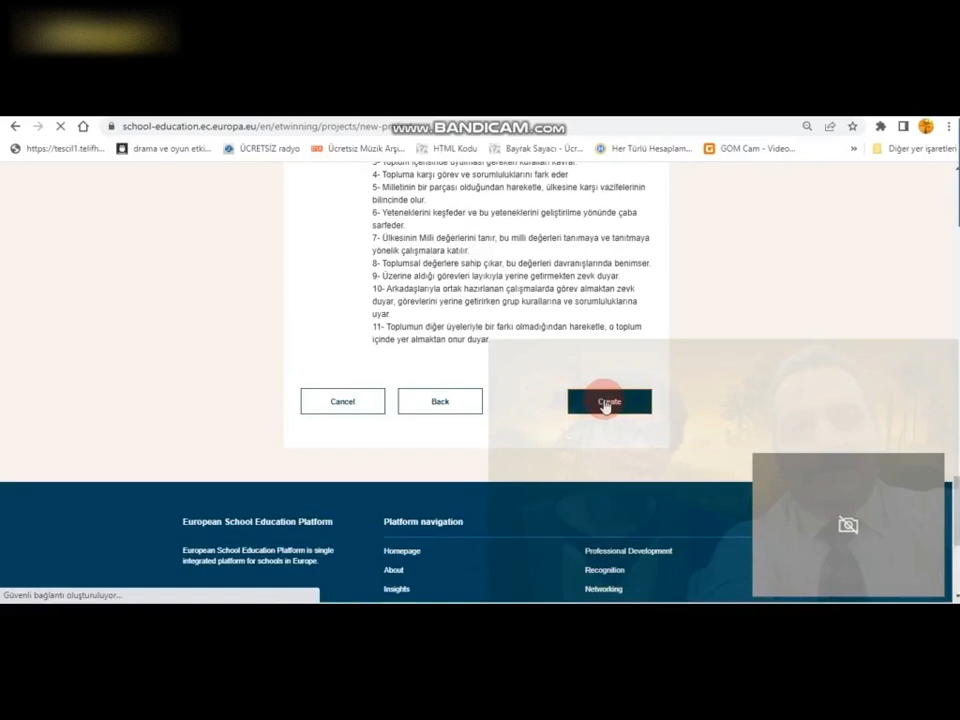 school-education.ec.europa.eu/en/etwinning/projects/new-pr
www.BANDICAM.com
https://tescil1.telifh...
drama ve oyun etki...
ÜCRETSİZ radyo
Ücretsiz Müzik Arşi...
HTML Kodu
Bayrak Sayacı - Ücr...
Her Türlü Hesaplam...
GOM Cam - Video...
»
Diğer yer işaretleri
4- Topluma karşı görev ve sorumluluklarını fark eder
5- Milletinin bir parçası olduğundan hareketle, ülkesine karşı vazifelerinin
bilincinde olur.
6- Yeteneklerini keşfeder ve bu yeteneklerini geliştirilme yönünde çaba
sarfeder.
7- Ülkesinin Milli değerlerini tanır, bu milli değerleri tanımaya ve tanıtmaya
yönelik çalışmalara katılır.
8- Toplumsal değerlere sahip çıkar, bu değerleri davranışlarında benimser.
9- Üzerine aldığı görevleri layıkıyla yerine getirmekten zevk duyar.
10- Arkadaşlarıyla ortak hazırlanan çalışmalarda görev almaktan zevk
duyar, görevlerini yerine getirirken grup kurallarına ve sorumluluklarına
uyar.
11- Toplumun diğer üyeleriyle bir farkı olmadığından hareketle, o toplum
içinde yer almaktan onur duyar.
Cancel
Back
Create
European School Education Platform
European School Education Platform is single
integrated platform for schools in Europe.
Platform navigation
Homepage
About
Insights
Professional Development
Recognition
Networking
Güvenli bağlantı oluşturuluyor...